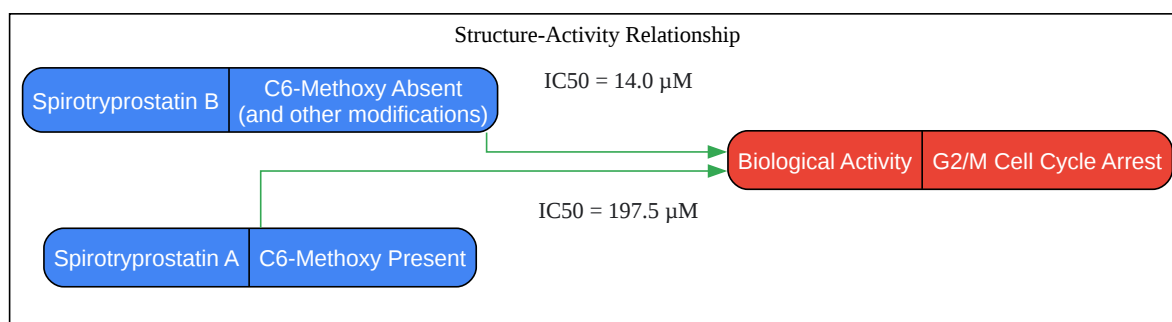 Structure-Activity Relationship
IC50 = 14.0 µM
Spirotryprostatin B
C6-Methoxy Absent
(and other modifications)
Biological Activity
G2/M Cell Cycle Arrest
IC50 = 197.5 µM
Spirotryprostatin A
C6-Methoxy Present